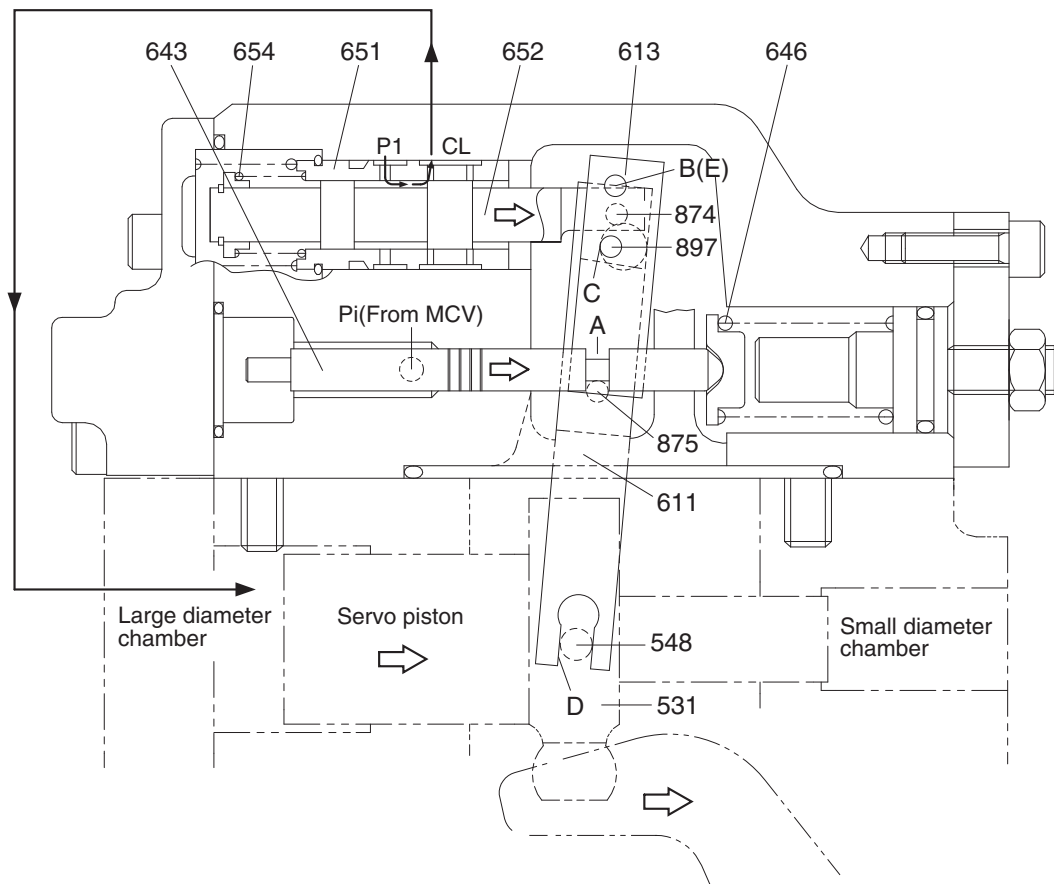 643
654
651
652
613
646
P1
CL
B(E)
874
897
C
A
Pi(From MCV)
875
611
Large diameter
chamber
Servo piston
548
Small diameter
chamber
D
531